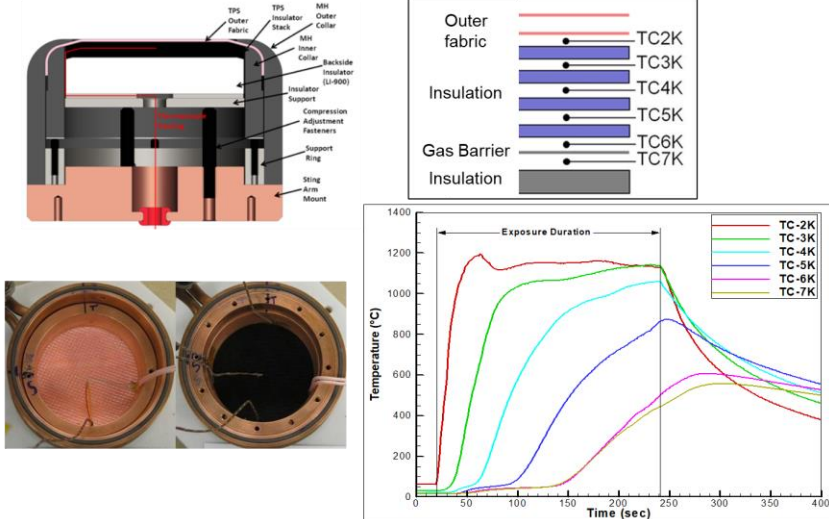 TPS
Outer
Fabric
TPS
Insulator
Stack
MH
Outer
Collar
MH
Inner
Collar
Backside
Insulator
(LI-900)
Insulator
Support
Compression
Adjustment
Fasteners
Support
Ring
Sting
Arm
Mount
Outer
fabric
Insulation
Gas Barrier
Insulation
TC2K
TC3K
TC4K
TC5K
TC6K
TC7K
Exposure Duration
TC-2K
TC-3K
TC-4K
TC-5K
TC-6K
TC-7K
Temperature (°C)
1400
1200
1000
800
600
400
200
0
0 50 100 150 200 250 300 350 400
Time (sec)